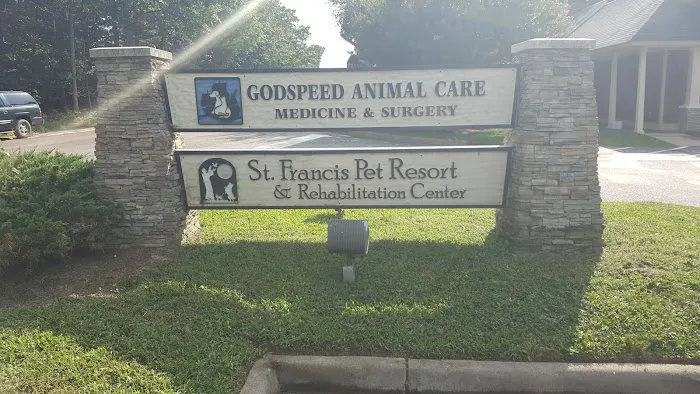 GODSPEED ANIMAL CARE
MEDICINE & SURGERY
St. Francis Pet Resort
& Rehabilitation Center